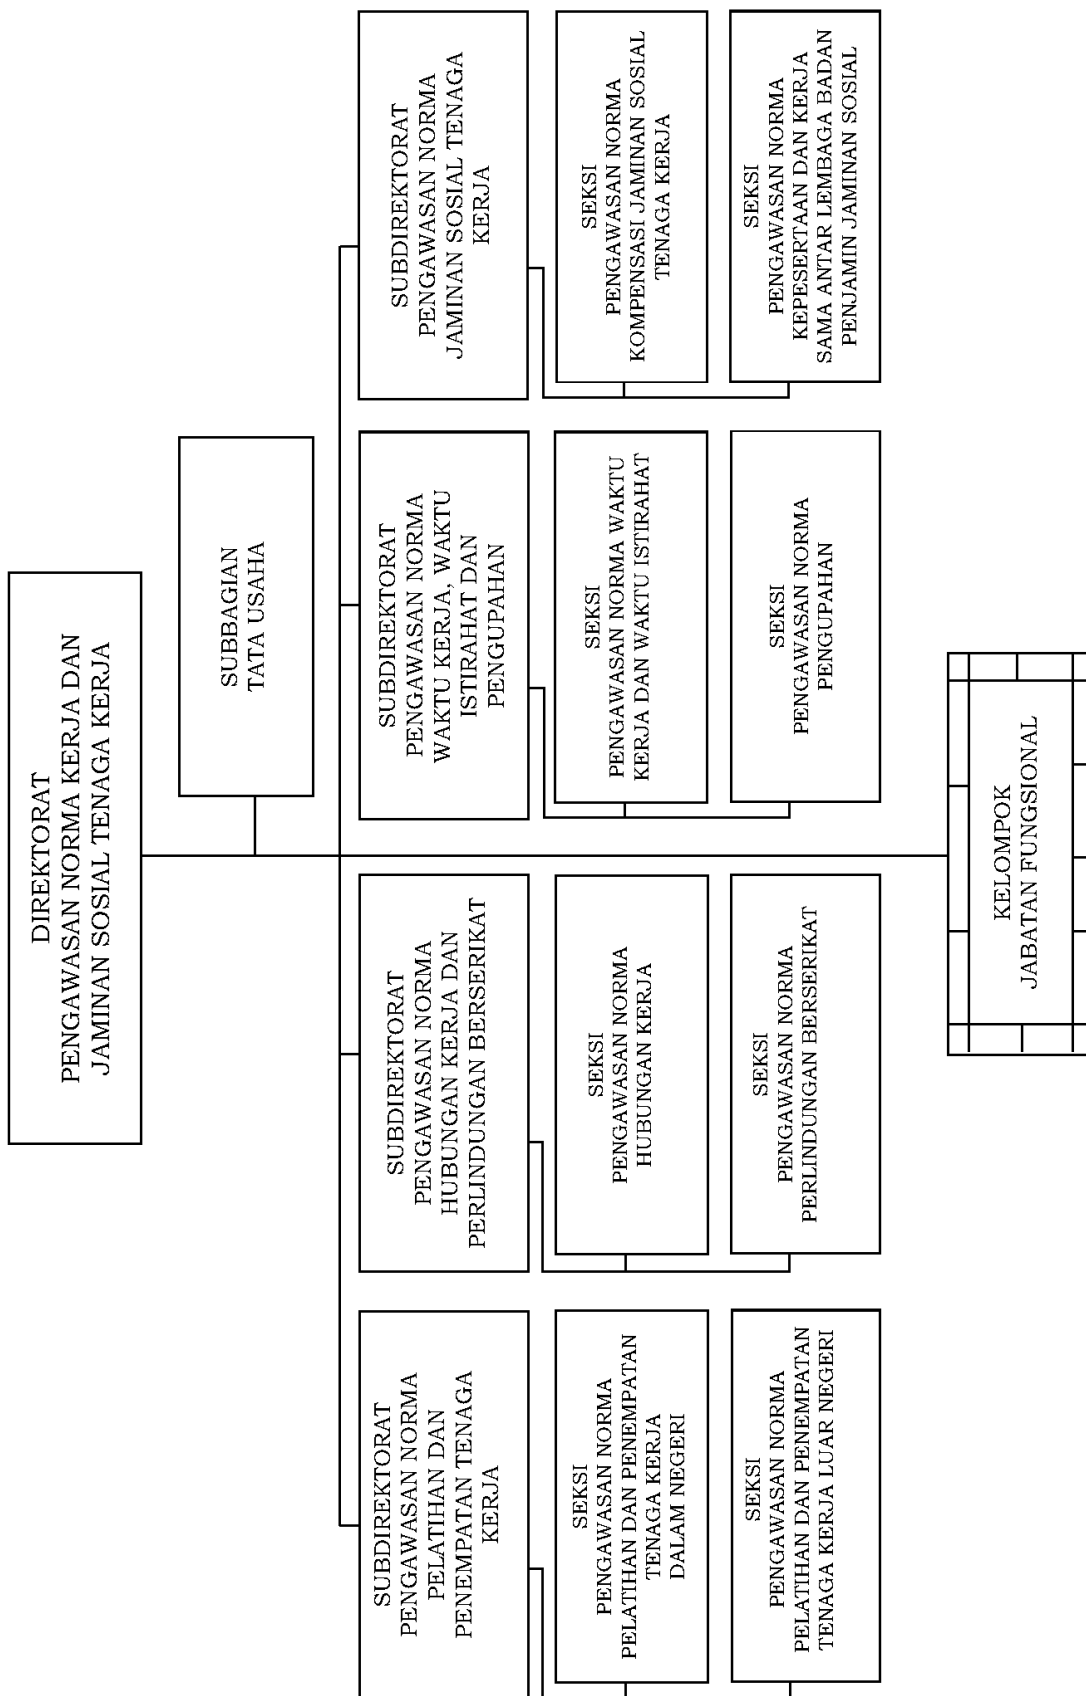 DIREKTORAT
PENGAWASAN NORMA KERJA DAN
JAMINAN SOSIAL TENAGA KERJA
SUBBAGIAN
TATA USAHA
SUBDIREKTORAT
PENGAWASAN NORMA
PELATIHAN DAN
PENEMPATAN TENAGA
KERJA
SUBDIREKTORAT
PENGAWASAN NORMA
HUBUNGAN KERJA DAN
PERLINDUNGAN BERSERIKAT
SUBDIREKTORAT
PENGAWASAN NORMA
WAKTU KERJA, WAKTU
ISTIRAHAT DAN
PENGUPAHAN
SUBDIREKTORAT
PENGAWASAN NORMA
JAMINAN SOSIAL TENAGA
KERJA
SEKSI
PENGAWASAN NORMA
PELATIHAN DAN PENEMPATAN
TENAGA KERJA
DALAM NEGERI
SEKSI
PENGAWASAN NORMA
HUBUNGAN KERJA
SEKSI
PENGAWASAN NORMA WAKTU
KERJA DAN WAKTU ISTIRAHAT
SEKSI
PENGAWASAN NORMA
KOMPENSASI JAMINAN SOSIAL
TENAGA KERJA
SEKSI
PENGAWASAN NORMA
PELATIHAN DAN PENEMPATAN
TENAGA KERJA LUAR NEGERI
SEKSI
PENGAWASAN NORMA
PERLINDUNGAN BERSERIKAT
SEKSI
PENGAWASAN NORMA
PENGUPAHAN
SEKSI
PENGAWASAN NORMA
KEPESERTAAN DAN KERJA
SAMA ANTAR LEMBAGA BADAN
PENJAMIN JAMINAN SOSIAL
KELOMPOK
JABATAN FUNGSIONAL